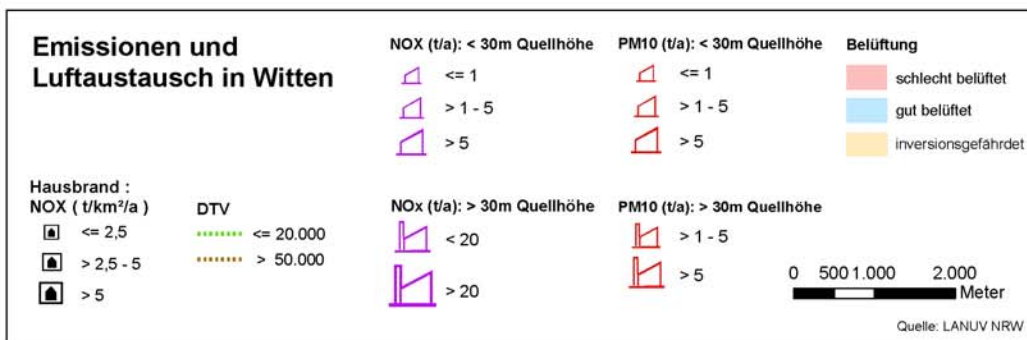 Emissionen und
Luftaustausch in Witten
NOX (t/a): < 30m Quellhöhe
<= 1
> 1 - 5
> 5
PM10 (t/a): < 30m Quellhöhe
<= 1
> 1 - 5
> 5
Belüftung
schlecht belüftet
gut belüftet
inversionsgefährdet
Hausbrand :
NOX ( t/km²/a )
<= 2,5
> 2,5 - 5
> 5
DTV
<= 20.000
> 50.000
NOx (t/a): > 30m Quellhöhe
< 20
> 20
PM10 (t/a): > 30m Quellhöhe
> 1 - 5
> 5
0 500 1.000 2.000
Meter
Quelle: LANUV NRW